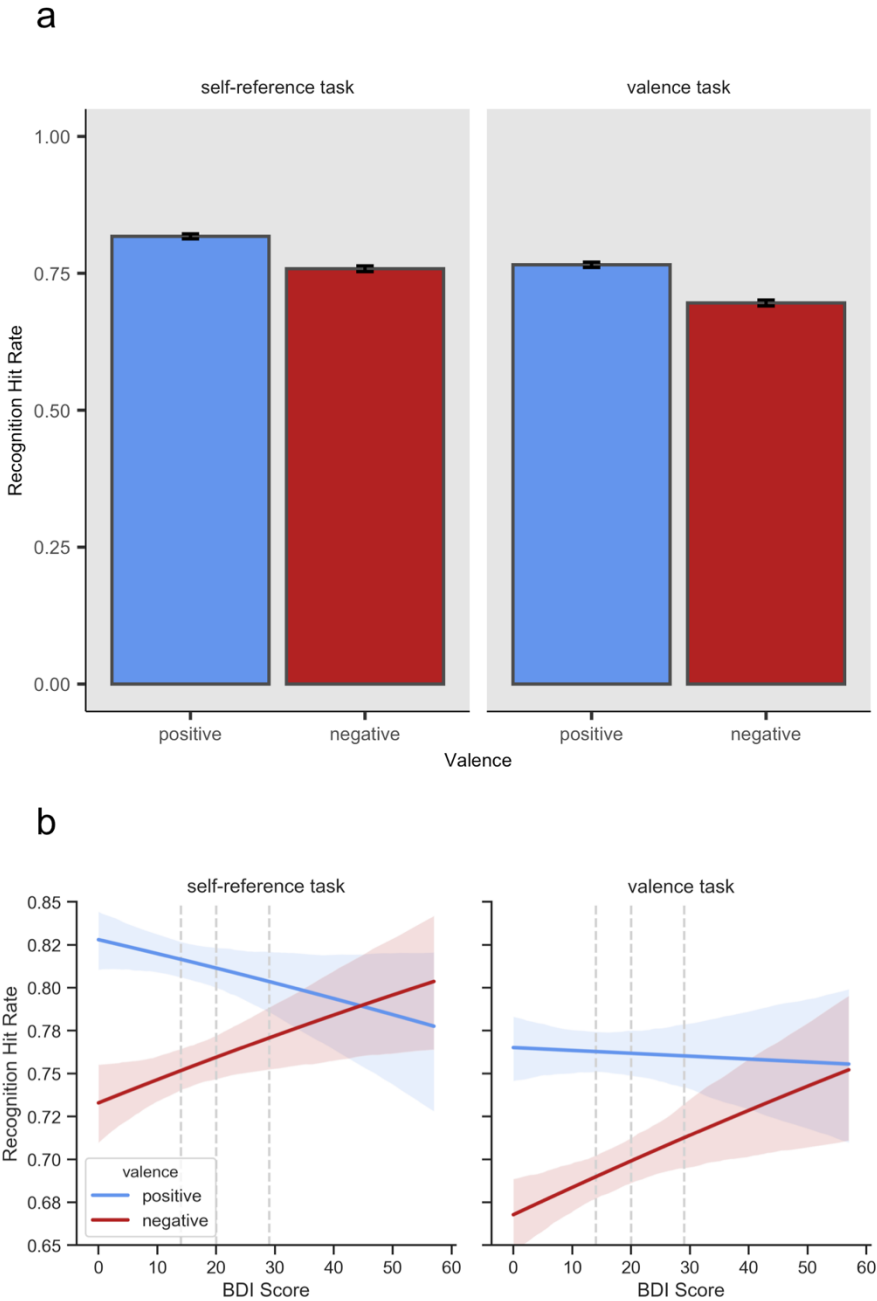 a
self-reference task
valence task
1.00
0.75
0.50
0.25
0.00
Recognition Hit Rate
positive
negative
positive
negative
Valence
b
self-reference task
valence task
0.85
0.82
0.80
0.78
0.75
0.72
0.70
0.68
0.65
Recognition Hit Rate
valence
positive
negative
0 10 20 30 40 50 60
0 10 20 30 40 50 60
BDI Score
BDI Score